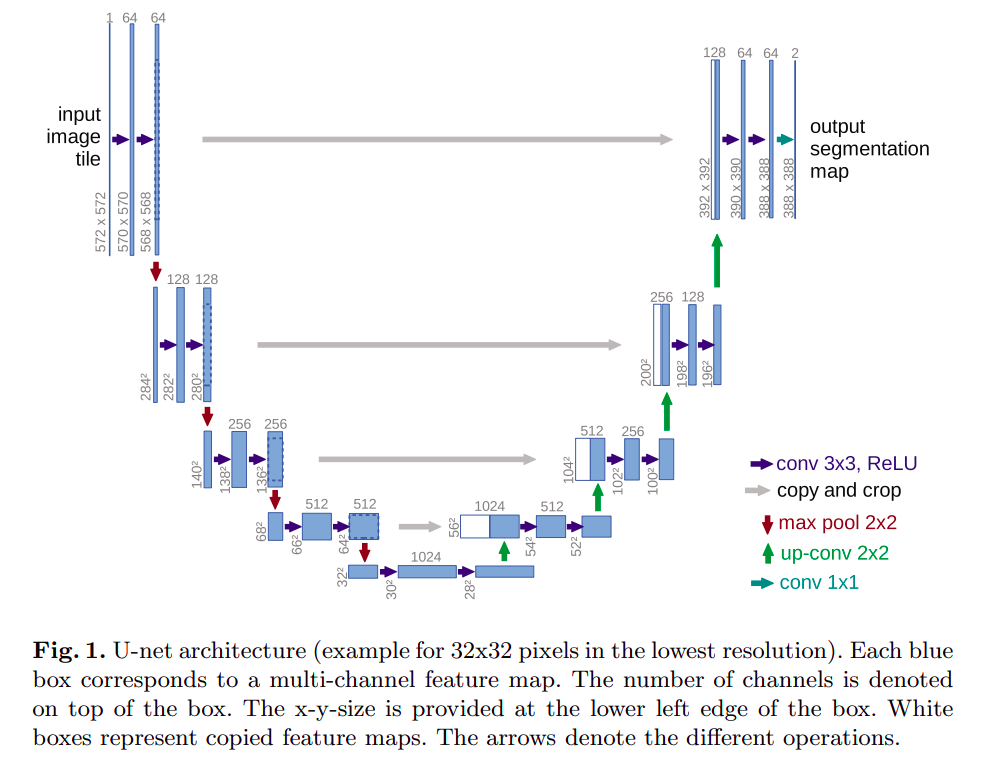 1 64 64
128 64 64 2
input
image
tile
output
segmentation
map
572 x 572
570 x 570
568 x 568
392 x 392
390 x 390
388 x 388
388 x 388
128 128
256 128
284²
282²
280²
200²
198²
196²
256 256
512 256
140²
138²
136²
104²
102²
100²
conv 3x3, ReLU
copy and crop
max pool 2x2
up-conv 2x2
conv 1x1
512 512
1024 512
68²
66²
64²
56²
54²
52²
1024
32²
30²
28²
Fig. 1. U-net architecture (example for 32x32 pixels in the lowest resolution). Each blue
box corresponds to a multi-channel feature map. The number of channels is denoted
on top of the box. The x-y-size is provided at the lower left edge of the box. White
boxes represent copied feature maps. The arrows denote the different operations.